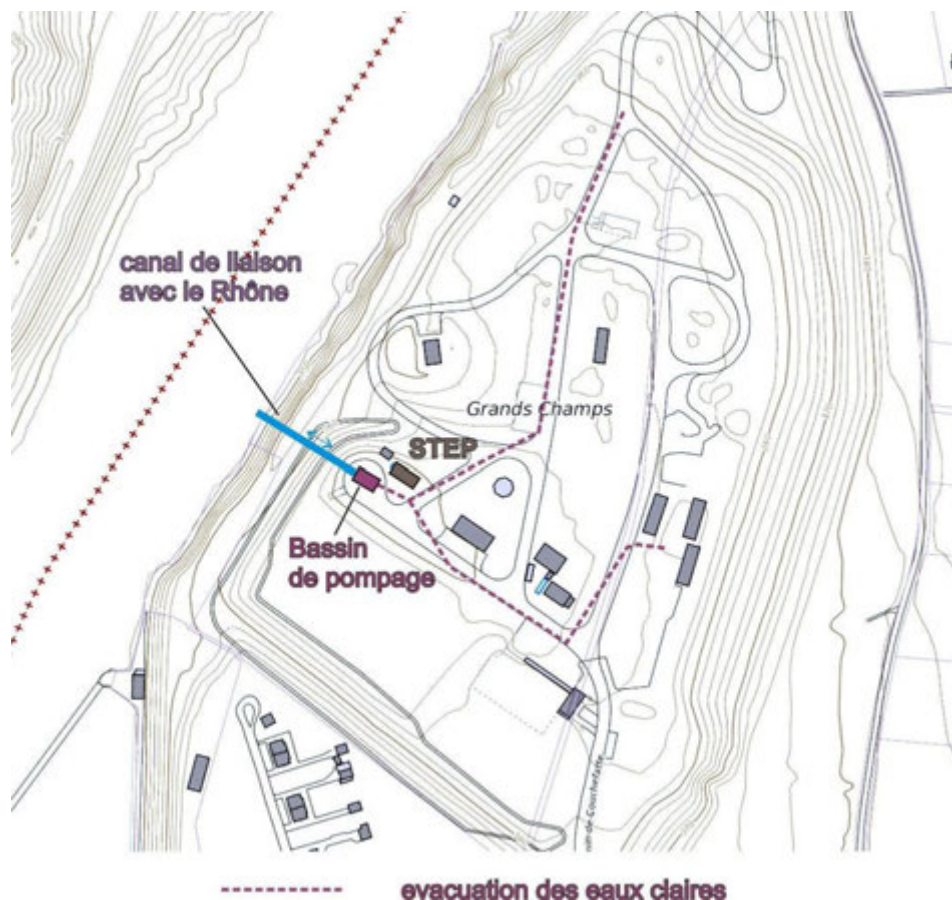 canal de liaison
avec le Rhône
Grands Champs
STEP
Bassin
de pompage
evacuation des eaux claires